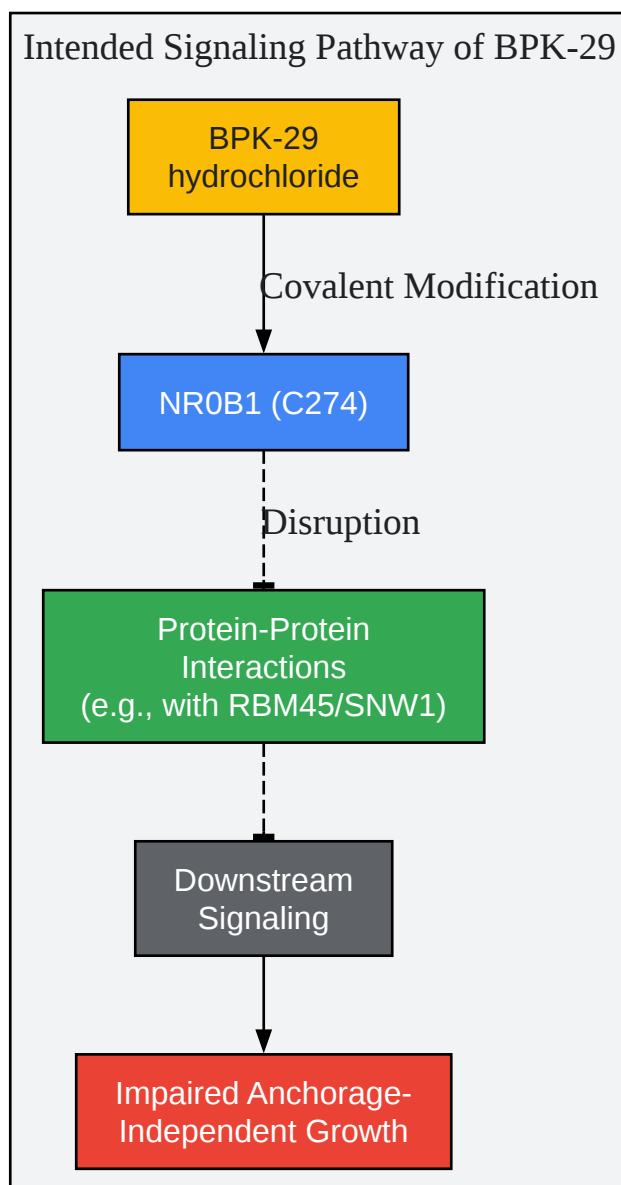 Intended Signaling Pathway of BPK-29
BPK-29
hydrochloride
Covalent Modification
NR0B1 (C274)
Disruption
Protein-Protein
Interactions
(e.g., with RBM45/SNW1)
Downstream
Signaling
Impaired Anchorage-
Independent Growth